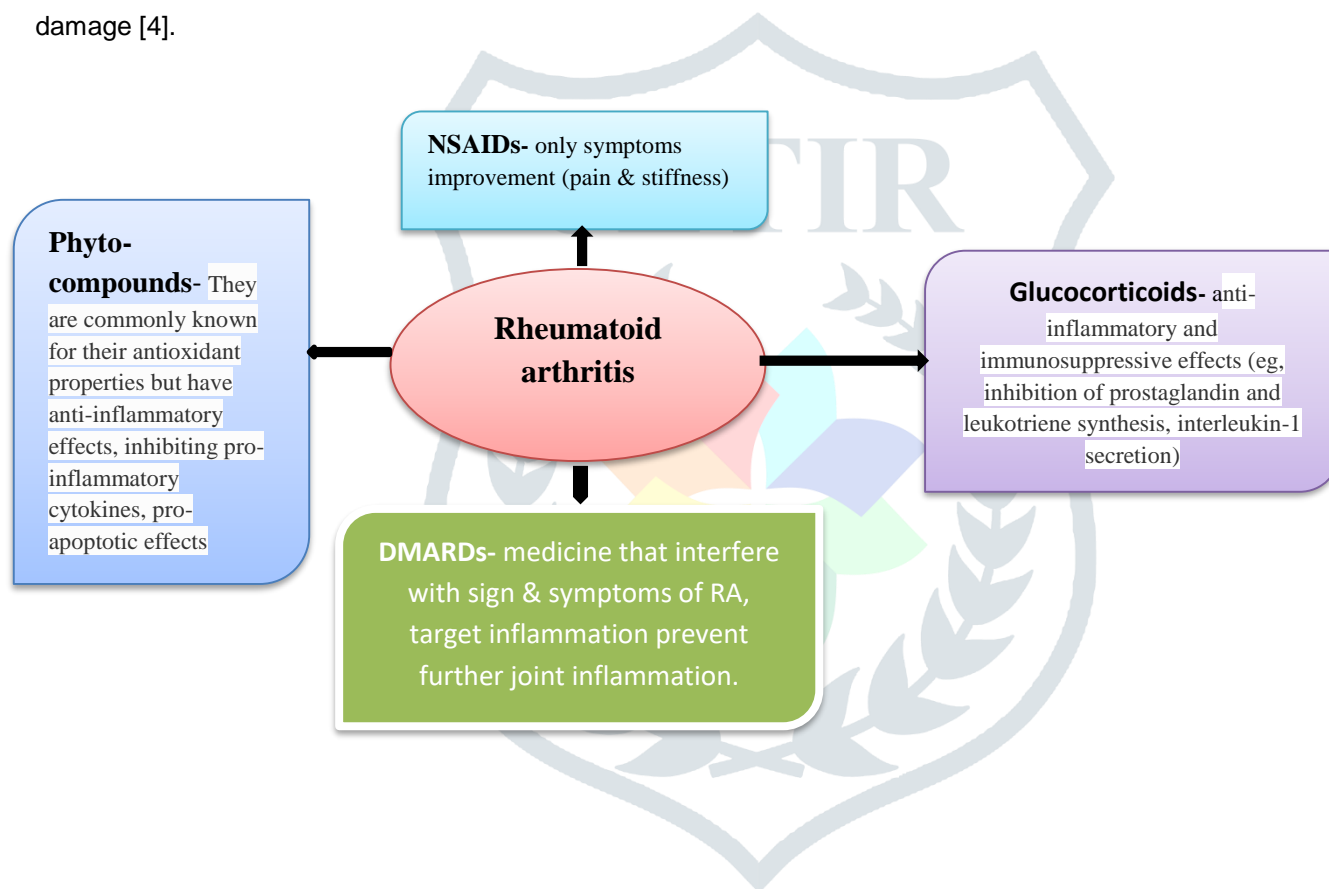 damage [4].
NSAIDs- only symptoms
improvement (pain & stiffness)
Phyto-
compounds- They
are commonly known
for their antioxidant
properties but have
anti-inflammatory
effects, inhibiting pro-
inflammatory
cytokines, pro-
apoptotic effects
Rheumatoid
arthritis
Glucocorticoids- anti-
inflammatory and
immunosuppressive effects (eg,
inhibition of prostaglandin and
leukotriene synthesis, interleukin-1
secretion)
DMARDs- medicine that interfere
with sign & symptoms of RA,
target inflammation prevent
further joint inflammation.